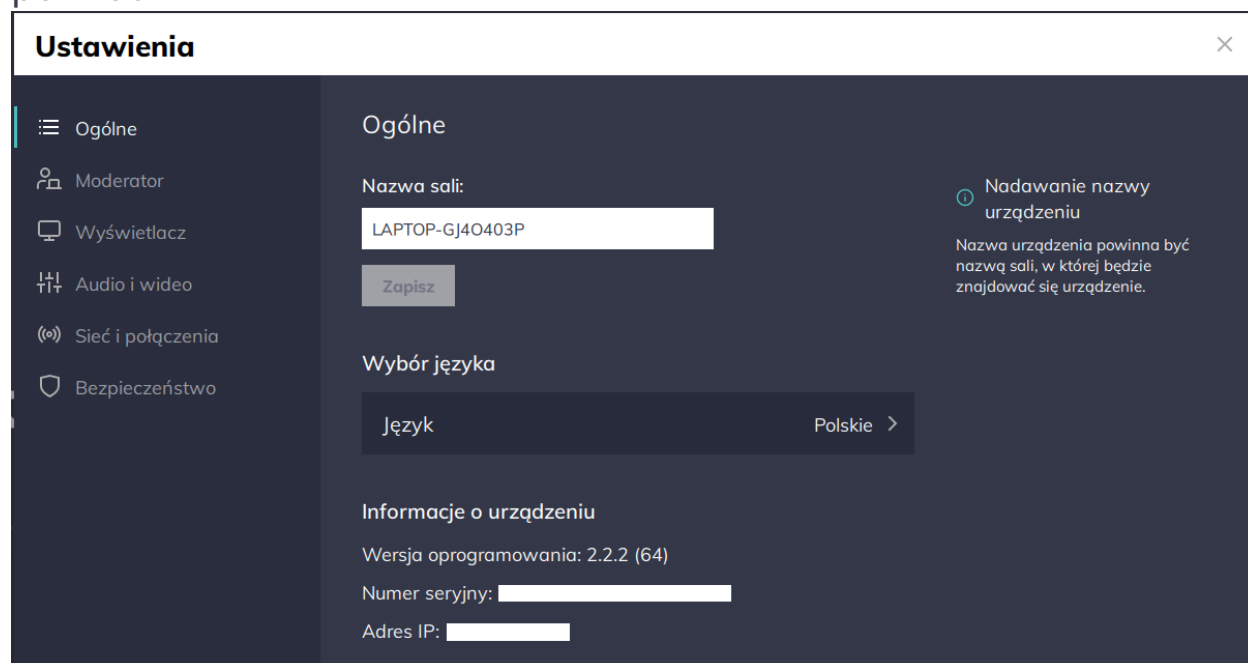 Ustawienia
Ogólne
Moderator
Wyświetlacz
Audio i wideo
Sieć i połączenia
Bezpieczeństwo
Ogólne
Nazwa sali:
LAPTOP-GJ4O403P
Zapisz
Nadawanie nazwy
urządzeniu
Nazwa urządzenia powinna być
nazwą sali, w której będzie
znajdować się urządzenie.
Wybór języka
Język Polskie
Informacje o urządzeniu
Wersja oprogramowania: 2.2.2 (64)
Numer seryjny:
Adres IP: